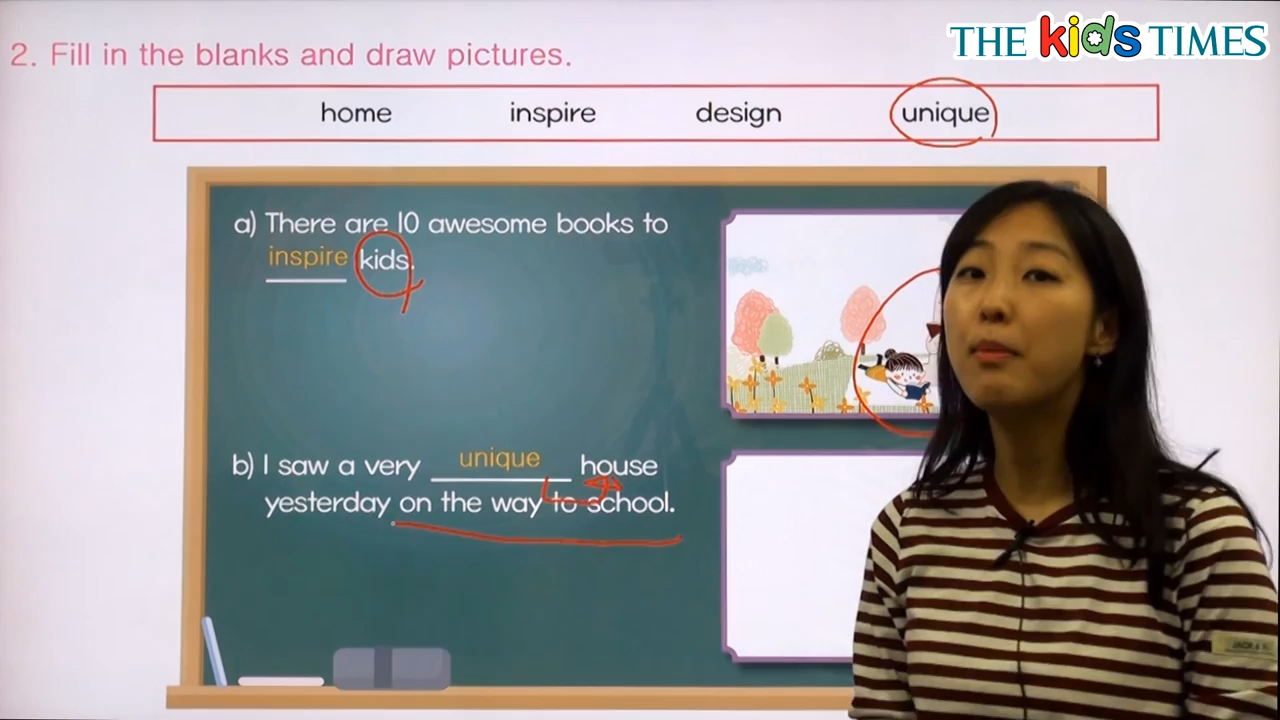 THE kids TIMES
2. Fill in the blanks and draw pictures.
home inspire design unique
a) There are 10 awesome books to
inspire kids.
b) I saw a very unique house
yesterday on the way to school.